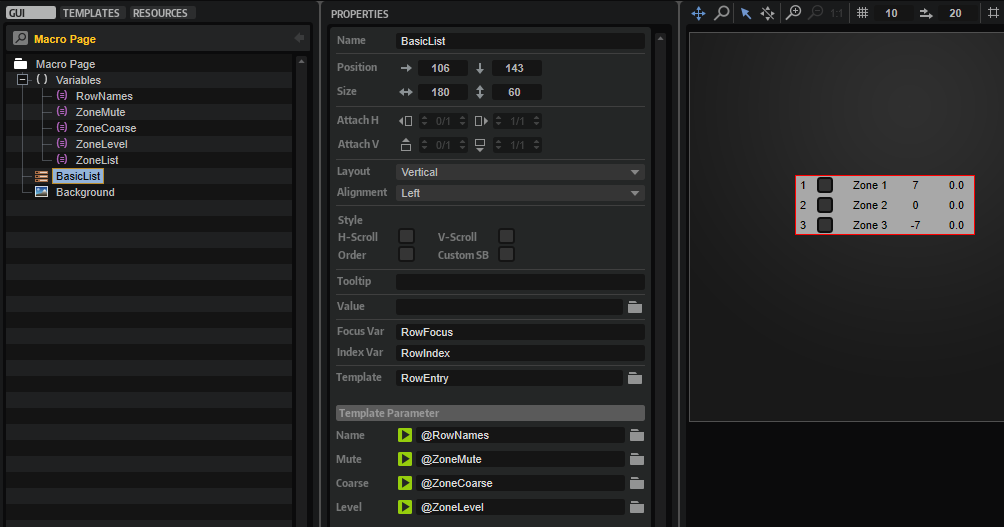 GUI TEMPLATES RESOURCES
Macro Page
Macro Page
Variables
RowNames
ZoneMute
ZoneCoarse
ZoneLevel
ZoneList
BasicList
Background
PROPERTIES
Name BasicList
Position 106 143
Size 180 60
Attach H 0/1 1/1
Attach V 0/1 1/1
Layout Vertical
Alignment Left
Style
H-Scroll V-Scroll
Order Custom SB
Tooltip
Value
Focus Var RowFocus
Index Var RowIndex
Template RowEntry
Template Parameter
Name @RowNames
Mute @ZoneMute
Coarse @ZoneCoarse
Level @ZoneLevel
1:1 10 20
1 Zone 1 7 0.0
2 Zone 2 0 0.0
3 Zone 3 -7 0.0